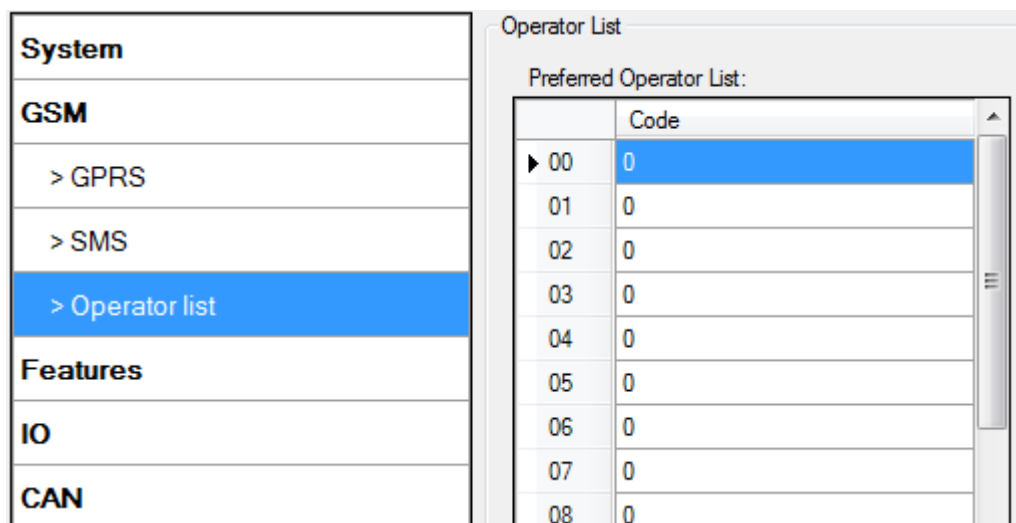 System
GSM
> GPRS
> SMS
> Operator list
Features
IO
CAN
Operator List
Preferred Operator List:
Code
00 0
01 0
02 0
03 0
04 0
05 0
06 0
07 0
08 0